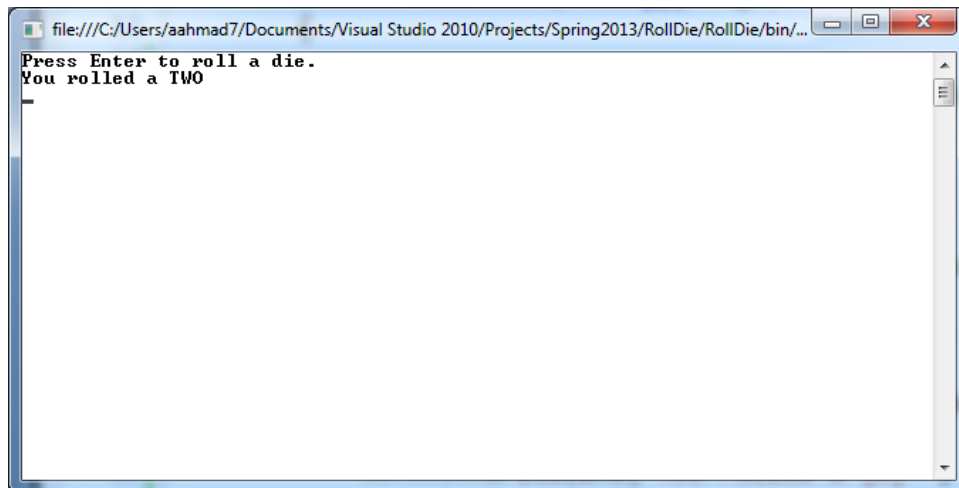 file:///C:/Users/aahmad7/Documents/Visual Studio 2010/Projects/Spring2013/RollDie/RollDie/bin/...
Press Enter to roll a die.
You rolled a TWO